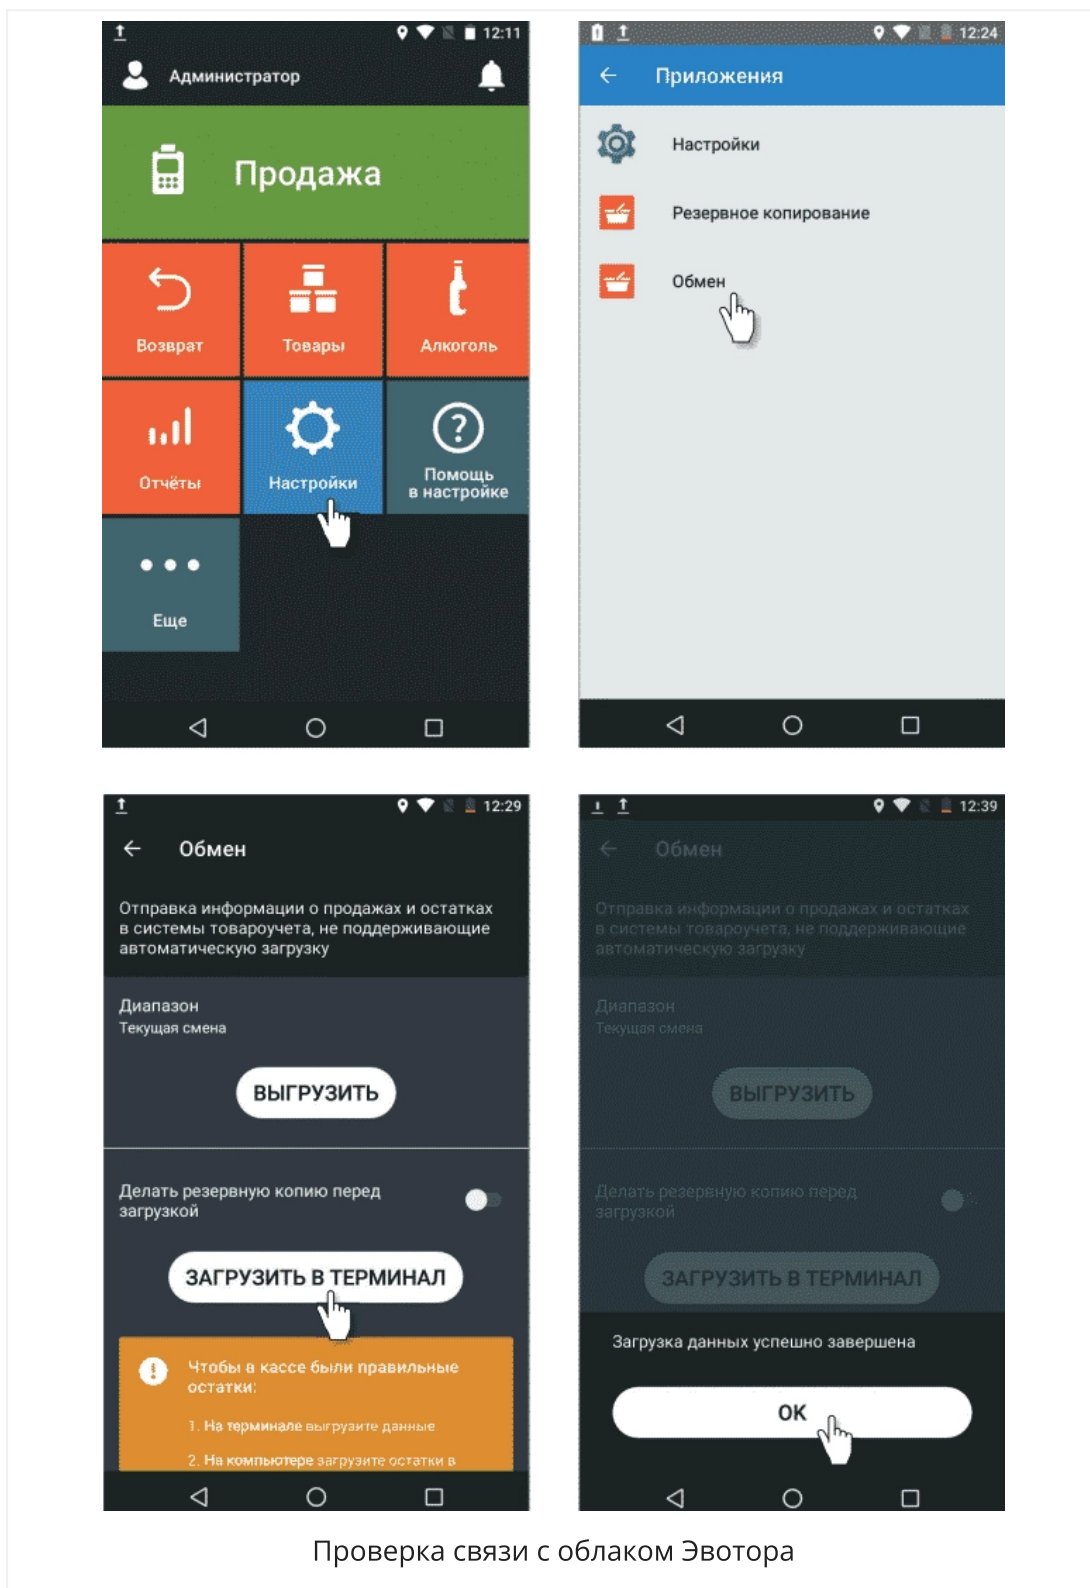 12:11
Администратор
Продажа
Возврат
Товары
Алкоголь
Отчёты
Настройки
Помощь
в настройке
Еще
12:24
Приложения
Настройки
Резервное копирование
Обмен
12:29
Обмен
Отправка информации о продажах и остатках
в системы товароучета, не поддерживающие
автоматическую загрузку
Диапазон
Текущая смена
ВЫГРУЗИТЬ
Делать резервную копию перед
загрузкой
ЗАГРУЗИТЬ В ТЕРМИНАЛ
Чтобы в кассе были правильные
остатки:
1. На терминале выгрузите данные
2. На компьютере загрузите остатки в
12:39
Обмен
Отправка информации о продажах и остатках
в системы товароучета, не поддерживающие
автоматическую загрузку
Диапазон
Текущая смена
ВЫГРУЗИТЬ
Делать резервную копию перед
загрузкой
ЗАГРУЗИТЬ В ТЕРМИНАЛ
Загрузка данных успешно завершена
ОК
Проверка связи с облаком Эвотора